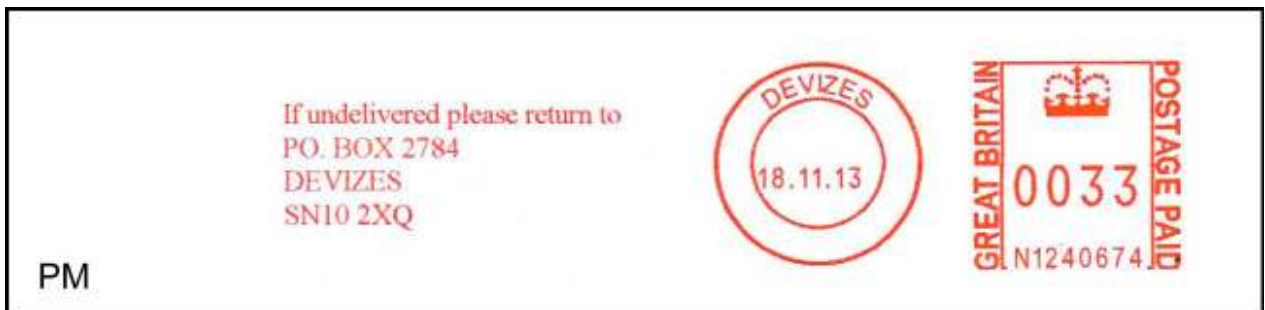 If undelivered please return to
PO. BOX 2784
DEVIZES
SN10 2XQ
PM
DEVIZES
18.11.13
GREAT BRITAIN
0033
N1240674
POSTAGE PAID